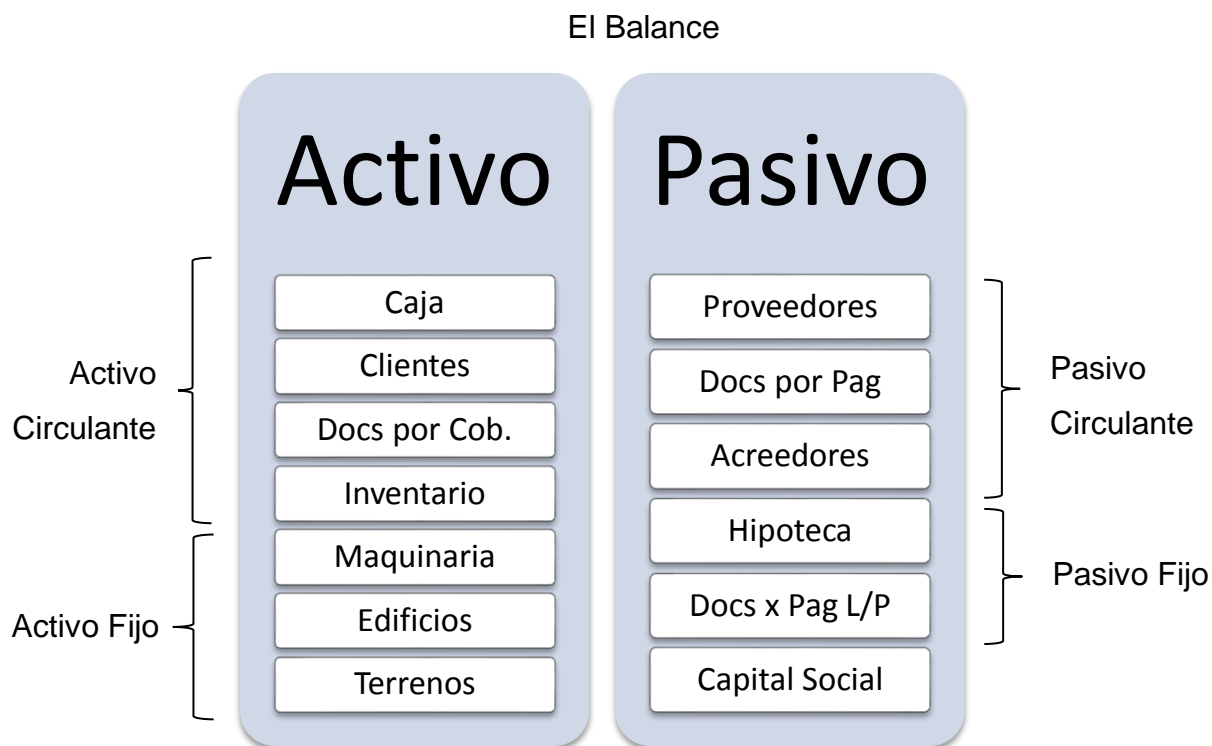 El Balance
Activo
Caja
Clientes
Docs por Cob.
Inventario
Maquinaria
Edificios
Terrenos
Activo
Circulante
Activo Fijo
Pasivo
Proveedores
Docs por Pag
Acreedores
Hipoteca
Docs x Pag L/P
Capital Social
Pasivo
Circulante
Pasivo Fijo